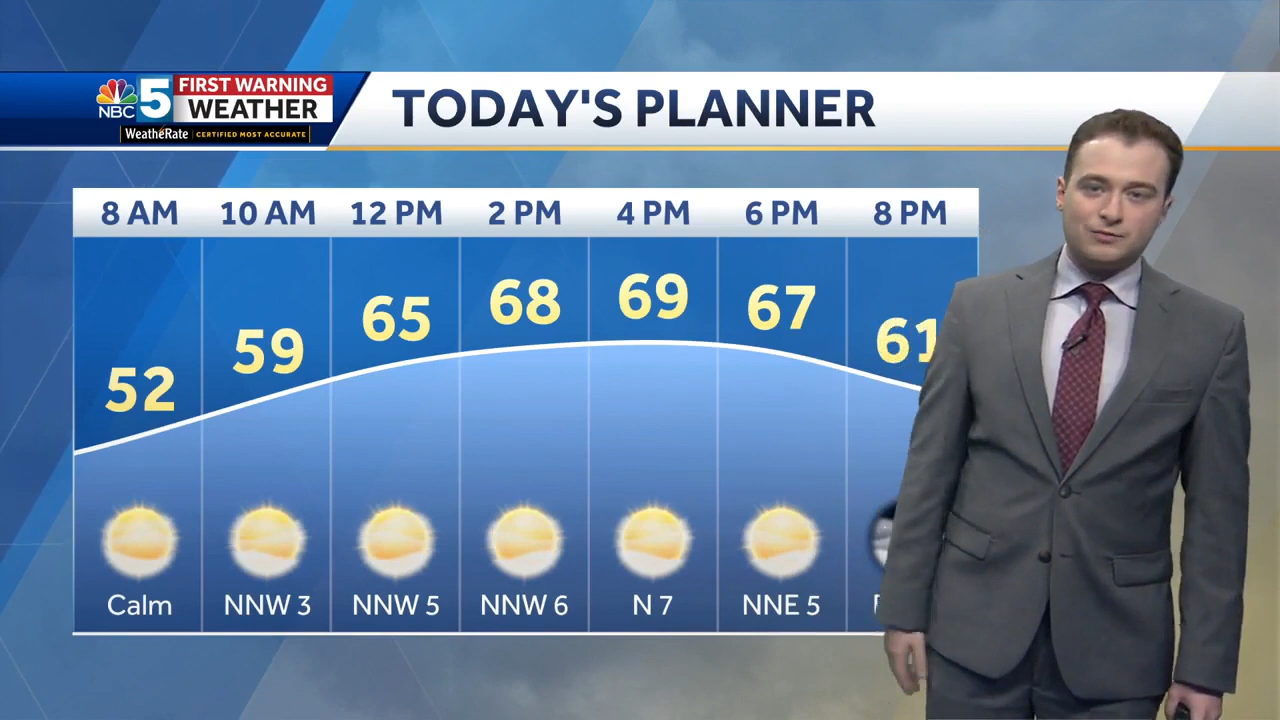 NBC 5 FIRST WARNING
WEATHER
WeatheRate CERTIFIED MOST ACCURATE
TODAY'S PLANNER
8 AM 10 AM 12 PM 2 PM 4 PM 6 PM 8 PM
52 59 65 68 69 67 61
Calm NNW 3 NNW 5 NNW 6 N 7 NNE 5